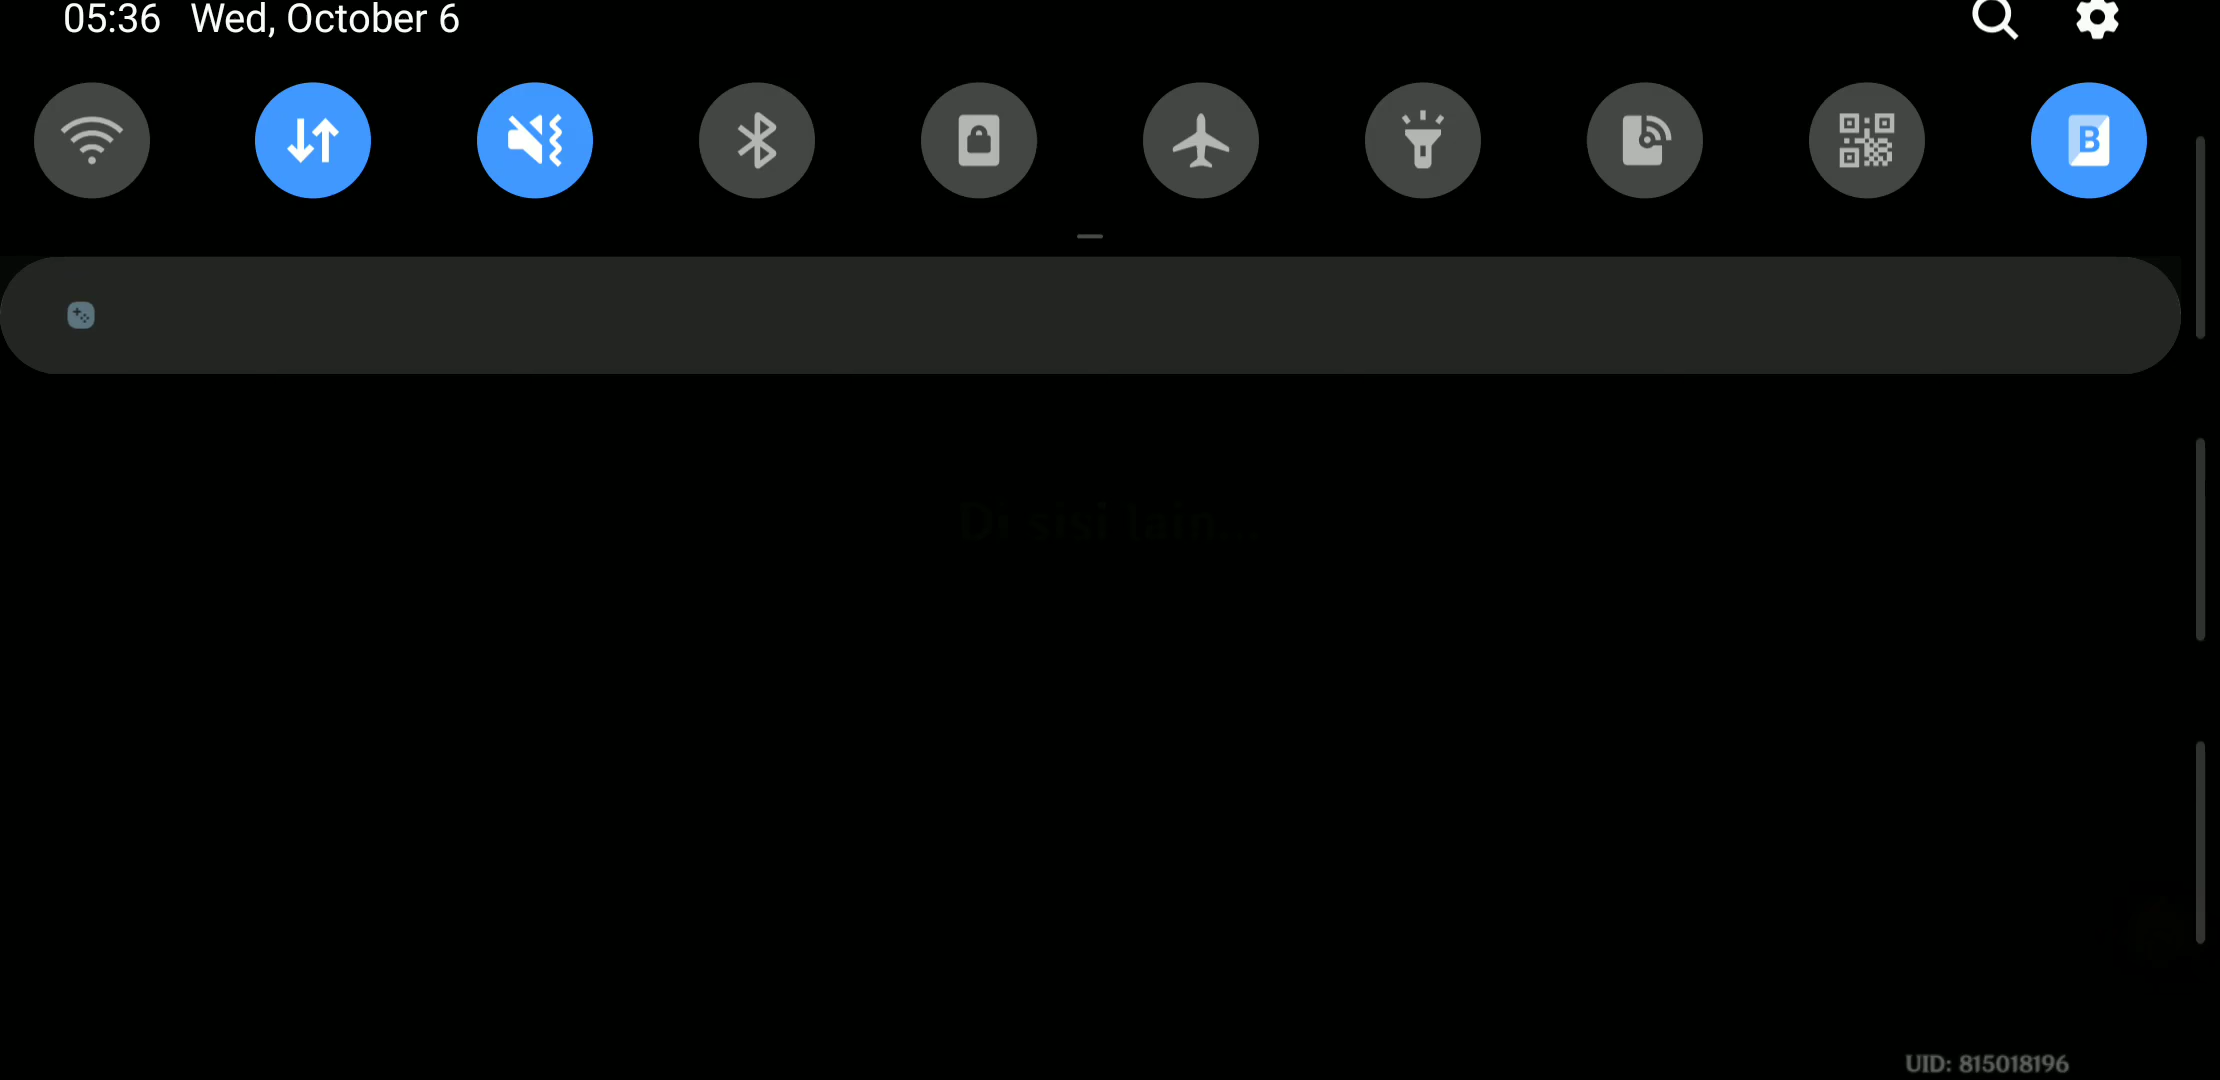 05:36 Wed, October 6
B
Di sisi lain. .
UID: 815018196